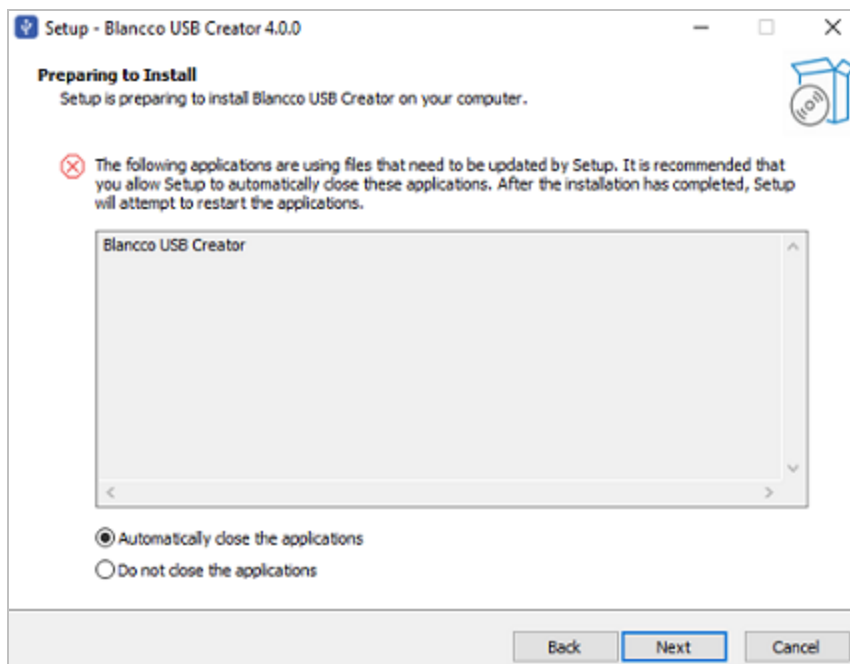 Setup - Blancco USB Creator 4.0.0
Preparing to Install
Setup is preparing to install Blancco USB Creator on your computer.
The following applications are using files that need to be updated by Setup. It is recommended that
you allow Setup to automatically close these applications. After the installation has completed, Setup
will attempt to restart the applications.
Blancco USB Creator
Automatically close the applications
Do not close the applications
Back Next Cancel